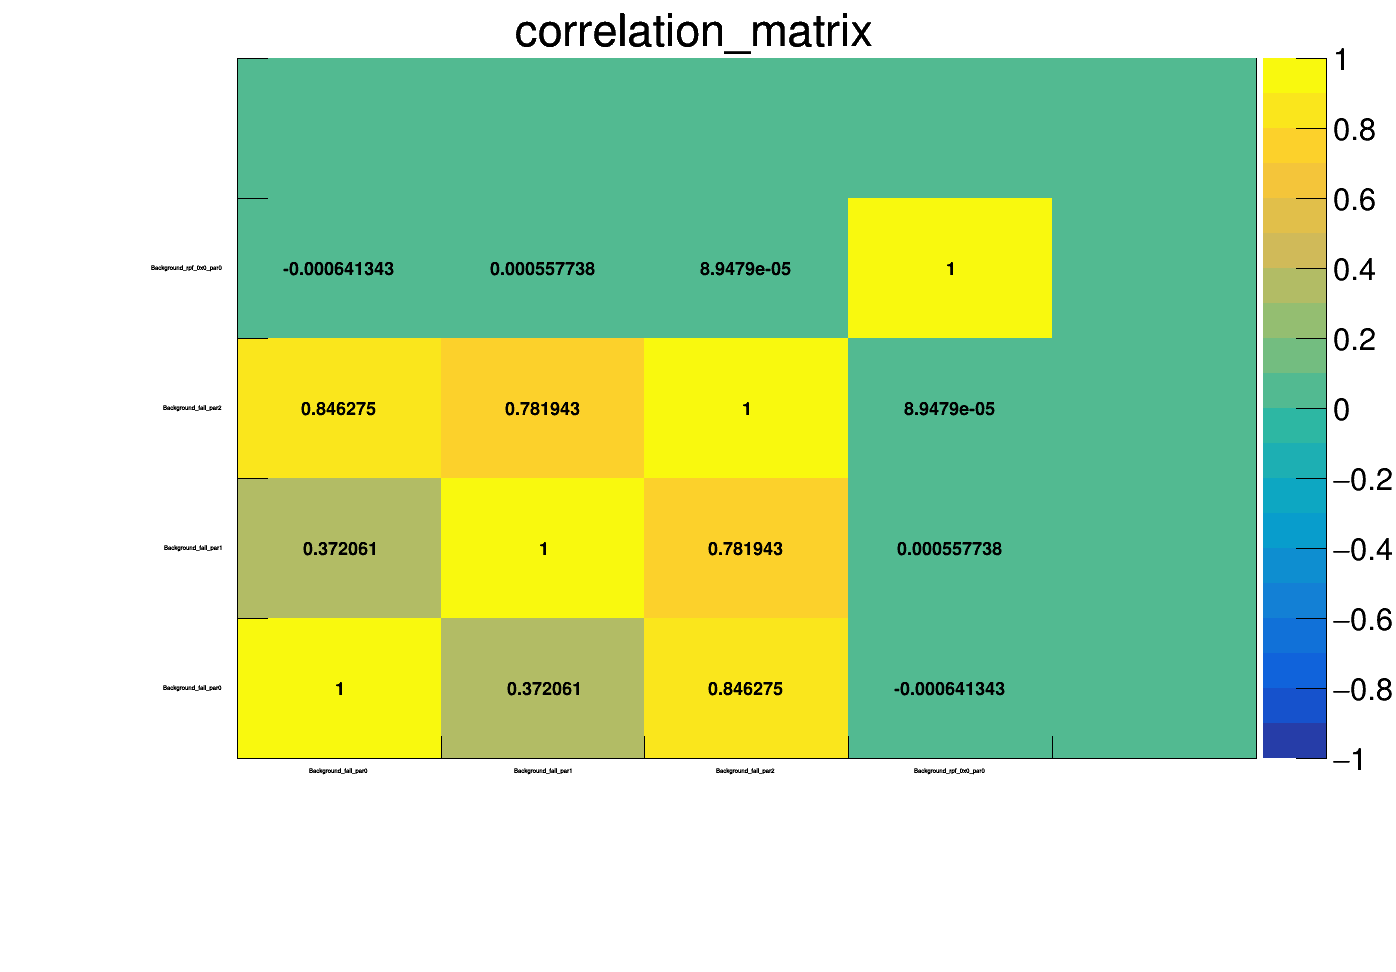 correlation_matrix
1
0.8
0.6
0.4
0.2
0
−0.2
−0.4
−0.6
−0.8
−1
Background_rpf_0x0_par0
-0.000641343
0.000557738
8.9479e-05
1
Background_fail_par2
0.846275
0.781943
1
8.9479e-05
Background_fail_par1
0.372061
1
0.781943
0.000557738
Background_fail_par0
1
0.372061
0.846275
-0.000641343
Background_fail_par0
Background_fail_par1
Background_fail_par2
Background_rpf_0x0_par0